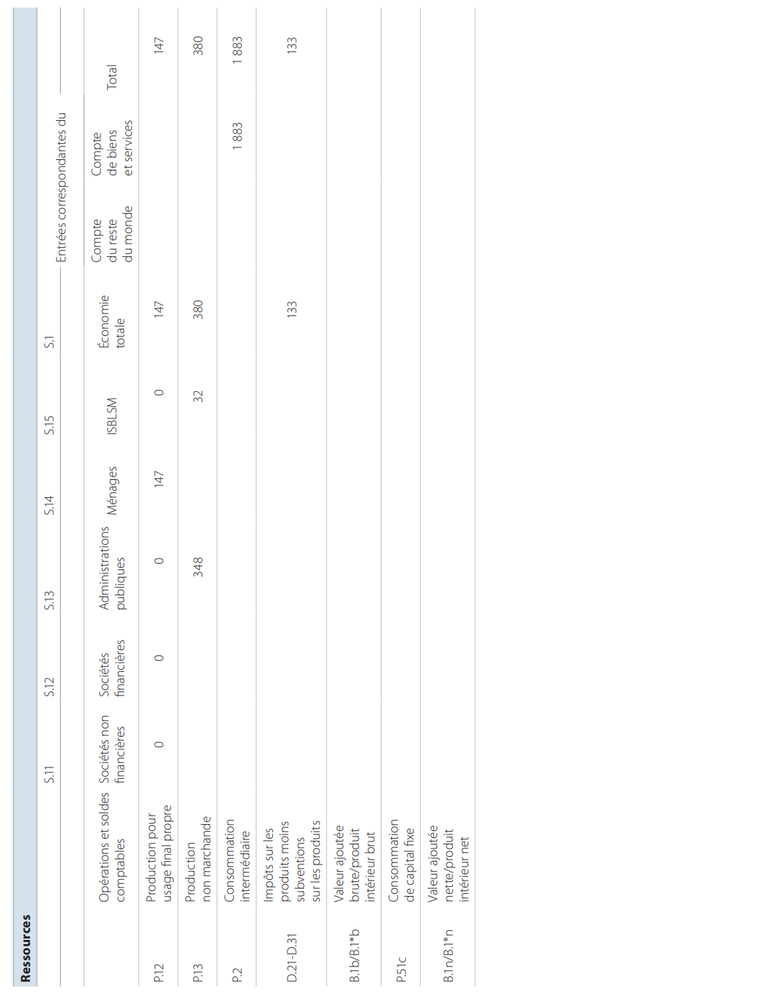 Ressources
S.11 S.12 S.13 S.14 S.15 S.1 Entrées correspondantes du
Opérations et soldes Sociétés non Sociétés Administrations Ménages ISBLSM Économie Compte Compte Total
comptables financières financières publiques totale du reste de biens
du monde et services
P.12 Production pour 0 0 0 147 0 147 147
usage final propre
P.13 Production 348 32 380 380
non marchande
P.2 Consommation 1 883 1 883
intermédiaire
D.21-D.31 Impôts sur les 133 133
produits moins
subventions
sur les produits
B.1b/B.1*b Valeur ajoutée
brute/produit
intérieur brut
P.51c Consommation
de capital fixe
B.1n/B.1*n Valeur ajoutée
nette/produit
intérieur net